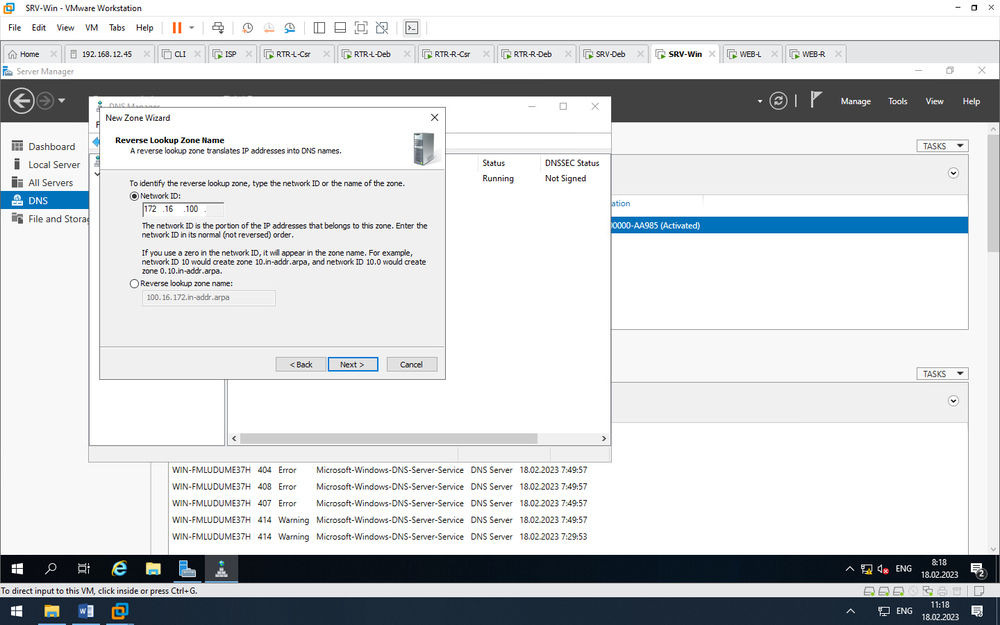 SRV-Win - VMware Workstation
File Edit View VM Tabs Help
Home 192.168.12.45 CLI ISP RTR-L-Csr RTR-L-Deb RTR-R-Csr RTR-R-Deb SRV-Deb SRV-Win WEB-L WEB-R
Server Manager
Manage Tools View Help
DNS Manager
New Zone Wizard
Reverse Lookup Zone Name
A reverse lookup zone translates IP addresses into DNS names.
To identify the reverse lookup zone, type the network ID or the name of the zone.
Network ID:
172 .16 .100 .
The network ID is the portion of the IP addresses that belongs to this zone. Enter the
network ID in its normal (not reversed) order.
If you use a zero in the network ID, it will appear in the zone name. For example,
network ID 10 would create zone 10.in-addr.arpa, and network ID 10.0 would create
zone 0.10.in-addr.arpa.
Reverse lookup zone name:
100.16.172.in-addr.arpa
< Back Next > Cancel
Dashboard
Local Server
All Servers
DNS
File and Storag
Status DNSSEC Status
Running Not Signed
TASKS
ation
00000-AA985 (Activated)
TASKS
WIN-FMLUDUME37H 404 Error Microsoft-Windows-DNS-Server-Service DNS Server 18.02.2023 7:49:57
WIN-FMLUDUME37H 408 Error Microsoft-Windows-DNS-Server-Service DNS Server 18.02.2023 7:49:57
WIN-FMLUDUME37H 407 Error Microsoft-Windows-DNS-Server-Service DNS Server 18.02.2023 7:49:57
WIN-FMLUDUME37H 414 Warning Microsoft-Windows-DNS-Server-Service DNS Server 18.02.2023 7:49:57
WIN-FMLUDUME37H 414 Warning Microsoft-Windows-DNS-Server-Service DNS Server 18.02.2023 7:29:53
ENG 8:18
18.02.2023 2
To direct input to this VM, click inside or press Ctrl+G.
ENG 11:18
18.02.2023